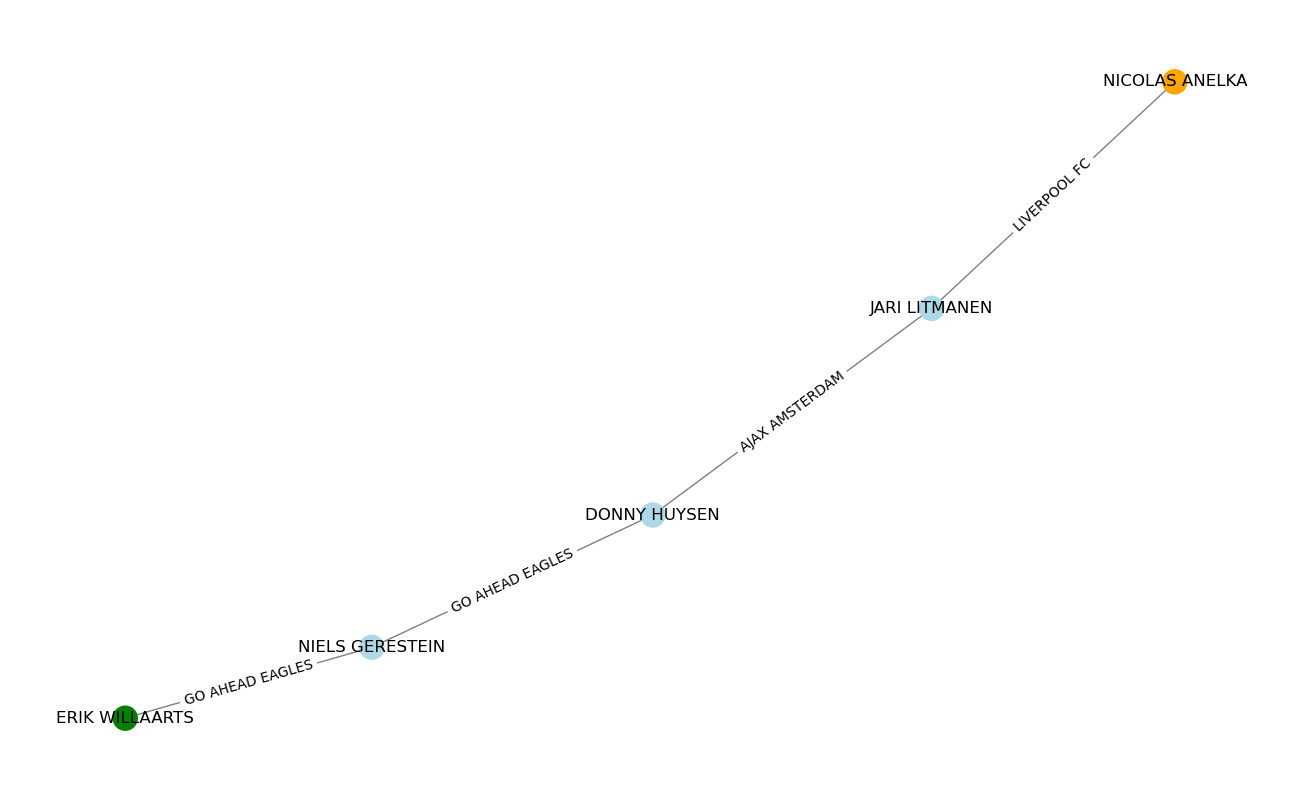 NICOLAS ANELKA
LIVERPOOL FC
JARI LITMANEN
AJAX AMSTERDAM
DONNY HUYSEN
GO AHEAD EAGLES
NIELS GERESTEIN
GO AHEAD EAGLES
ERIK WILLAARTS